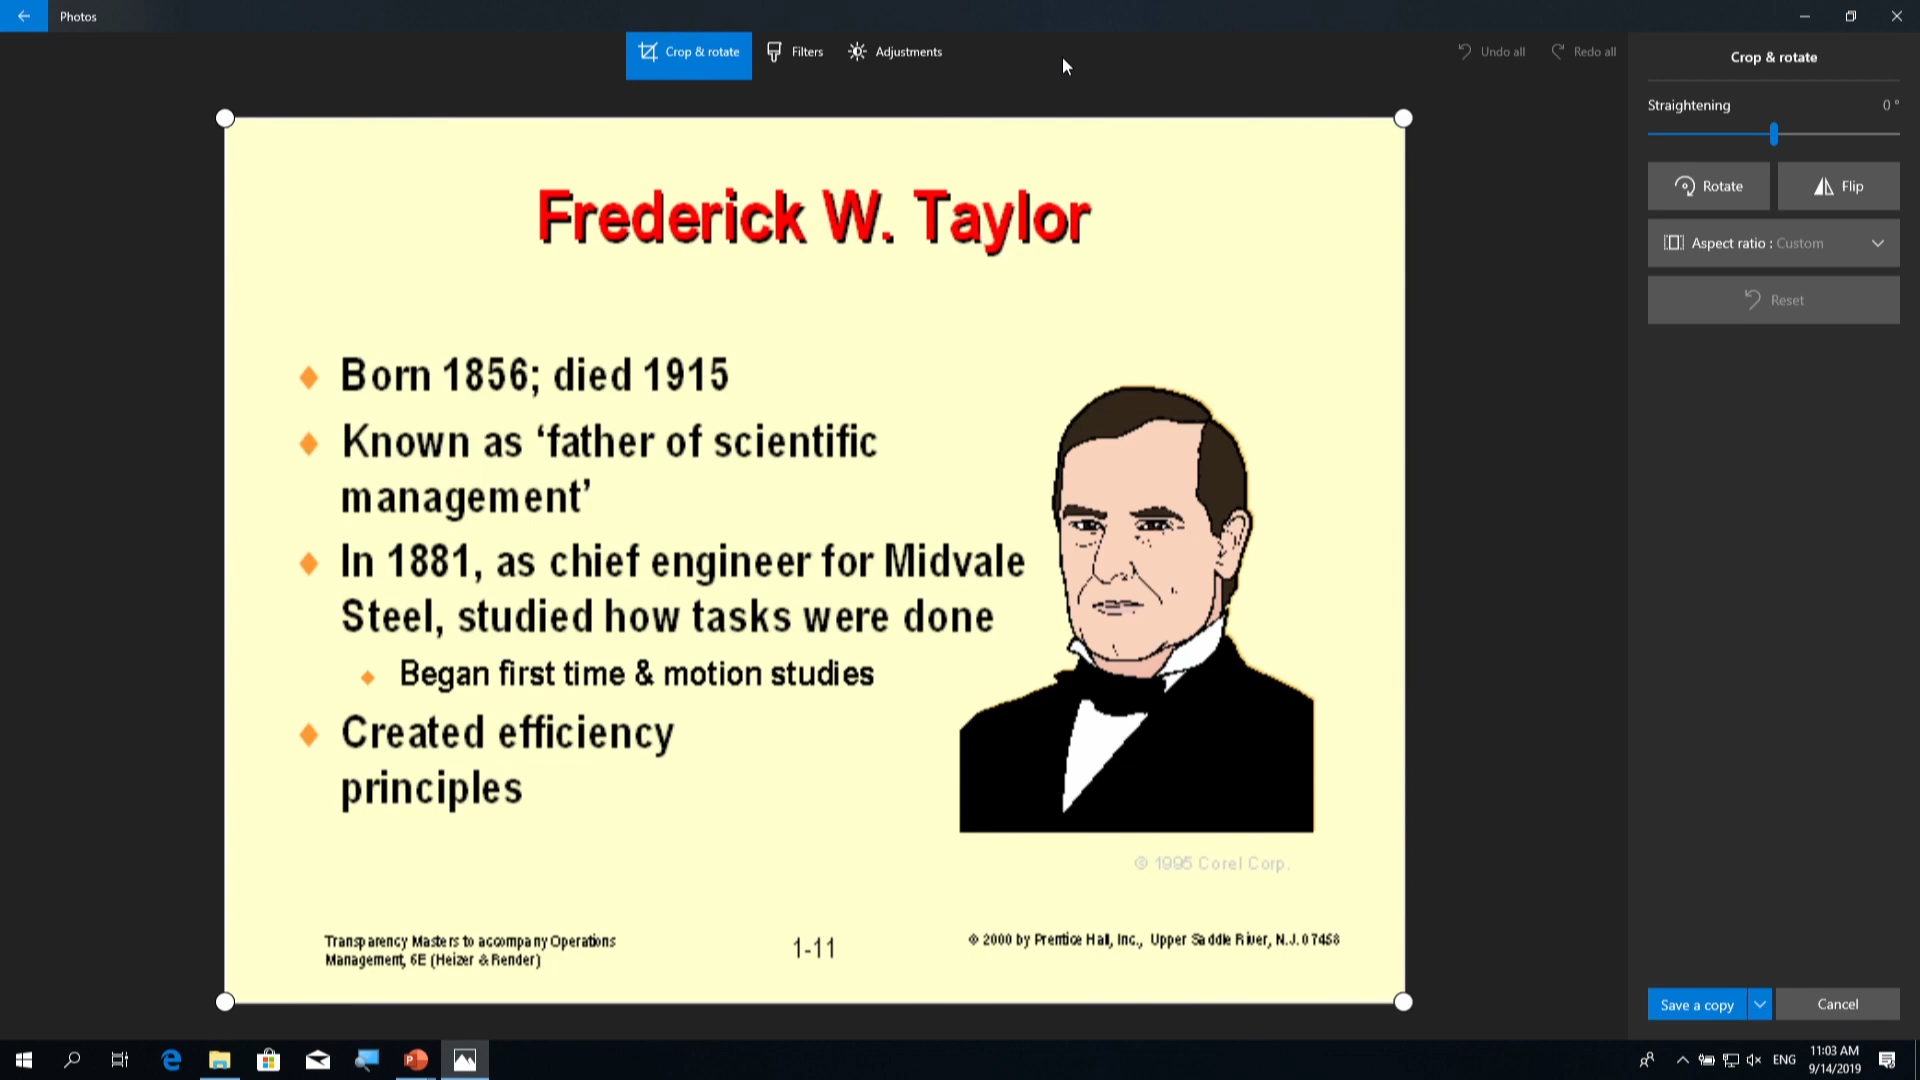 Photos
Crop & rotate
Filters
Adjustments
Undo all
Redo all
Crop & rotate
Straightening
0 °
Rotate
Flip
Aspect ratio : Custom
Reset
Frederick W. Taylor
Born 1856; died 1915
Known as ‘father of scientific
management’
In 1881, as chief engineer for Midvale
Steel, studied how tasks were done
Began first time & motion studies
Created efficiency
principles
© 1995 Corel Corp.
Transparency Masters to accompany Operations
Management, 6E (Heizer & Render)
1-11
© 2000 by Prentice Hall, Inc., Upper Saddle River, N.J. 07458
Save a copy
Cancel
ENG
11:03 AM
9/14/2019